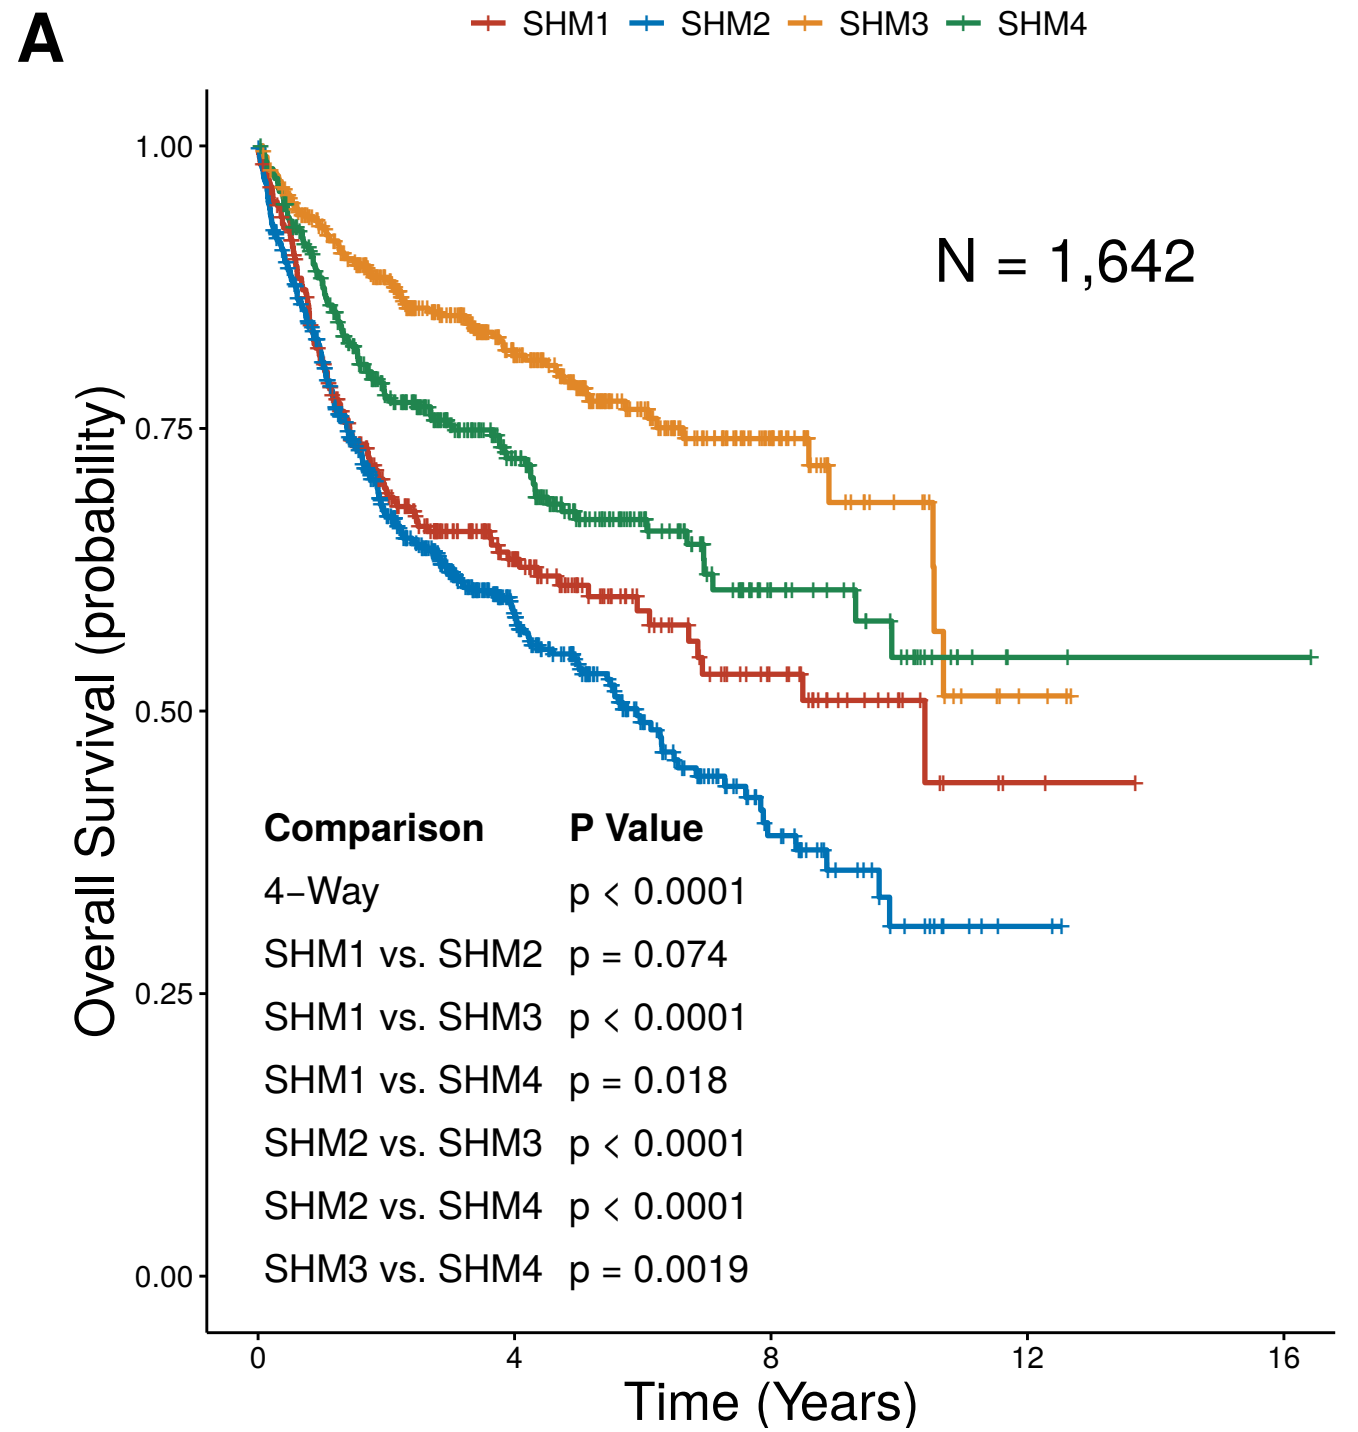 A
SHM1 SHM2 SHM3 SHM4
Overall Survival (probability)
1.00
0.75
0.50
0.25
0.00
N = 1,642
Comparison P Value
4−Way p < 0.0001
SHM1 vs. SHM2 p = 0.074
SHM1 vs. SHM3 p < 0.0001
SHM1 vs. SHM4 p = 0.018
SHM2 vs. SHM3 p < 0.0001
SHM2 vs. SHM4 p < 0.0001
SHM3 vs. SHM4 p = 0.0019
0 4 8 12 16
Time (Years)